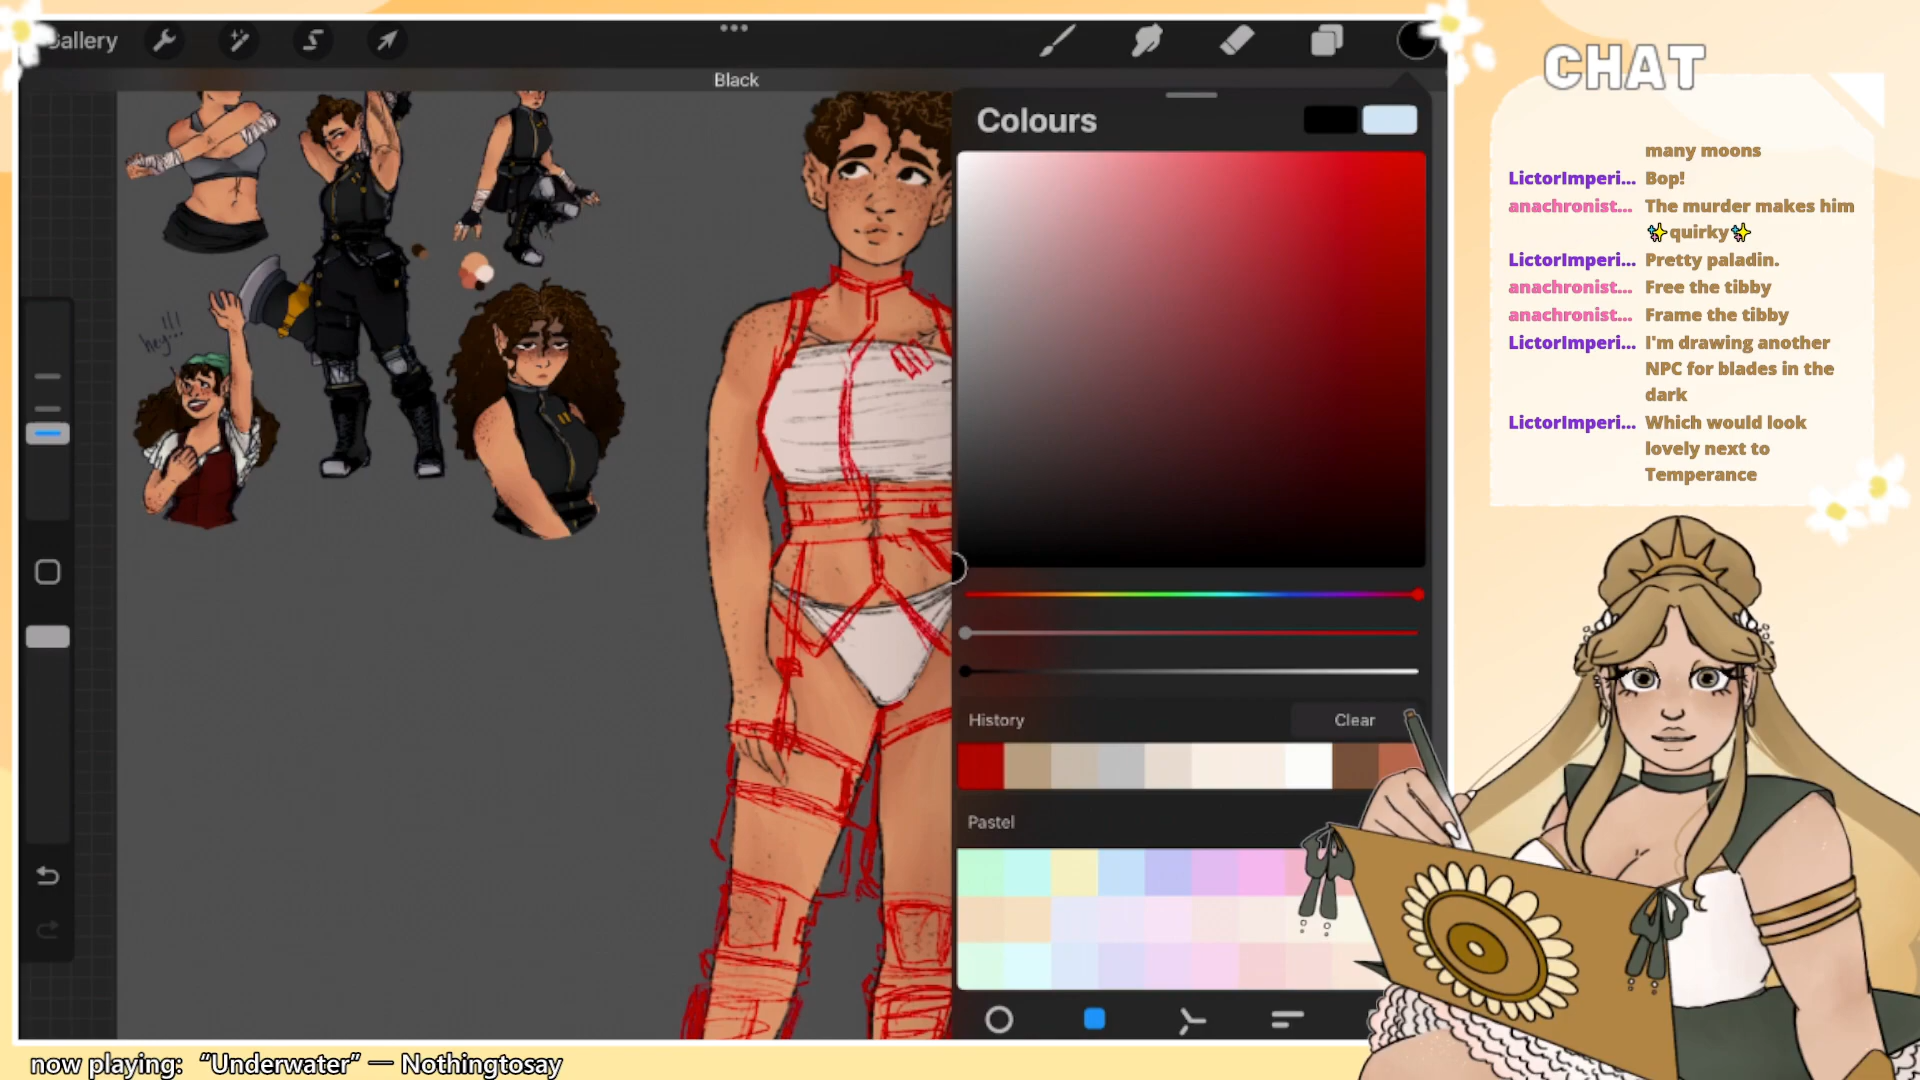 Gallery
Black
CHAT
Colours
many moons
LictorImperi... Bop!
anachronist... The murder makes him
✨quirky✨
LictorImperi... Pretty paladin.
anachronist... Free the tibby
anachronist... Frame the tibby
LictorImperi... I'm drawing another
NPC for blades in the
dark
LictorImperi... Which would look
lovely next to
Temperance
hey!!!
History
Clear
Pastel
now playing: “Underwater” — Nothingtosay